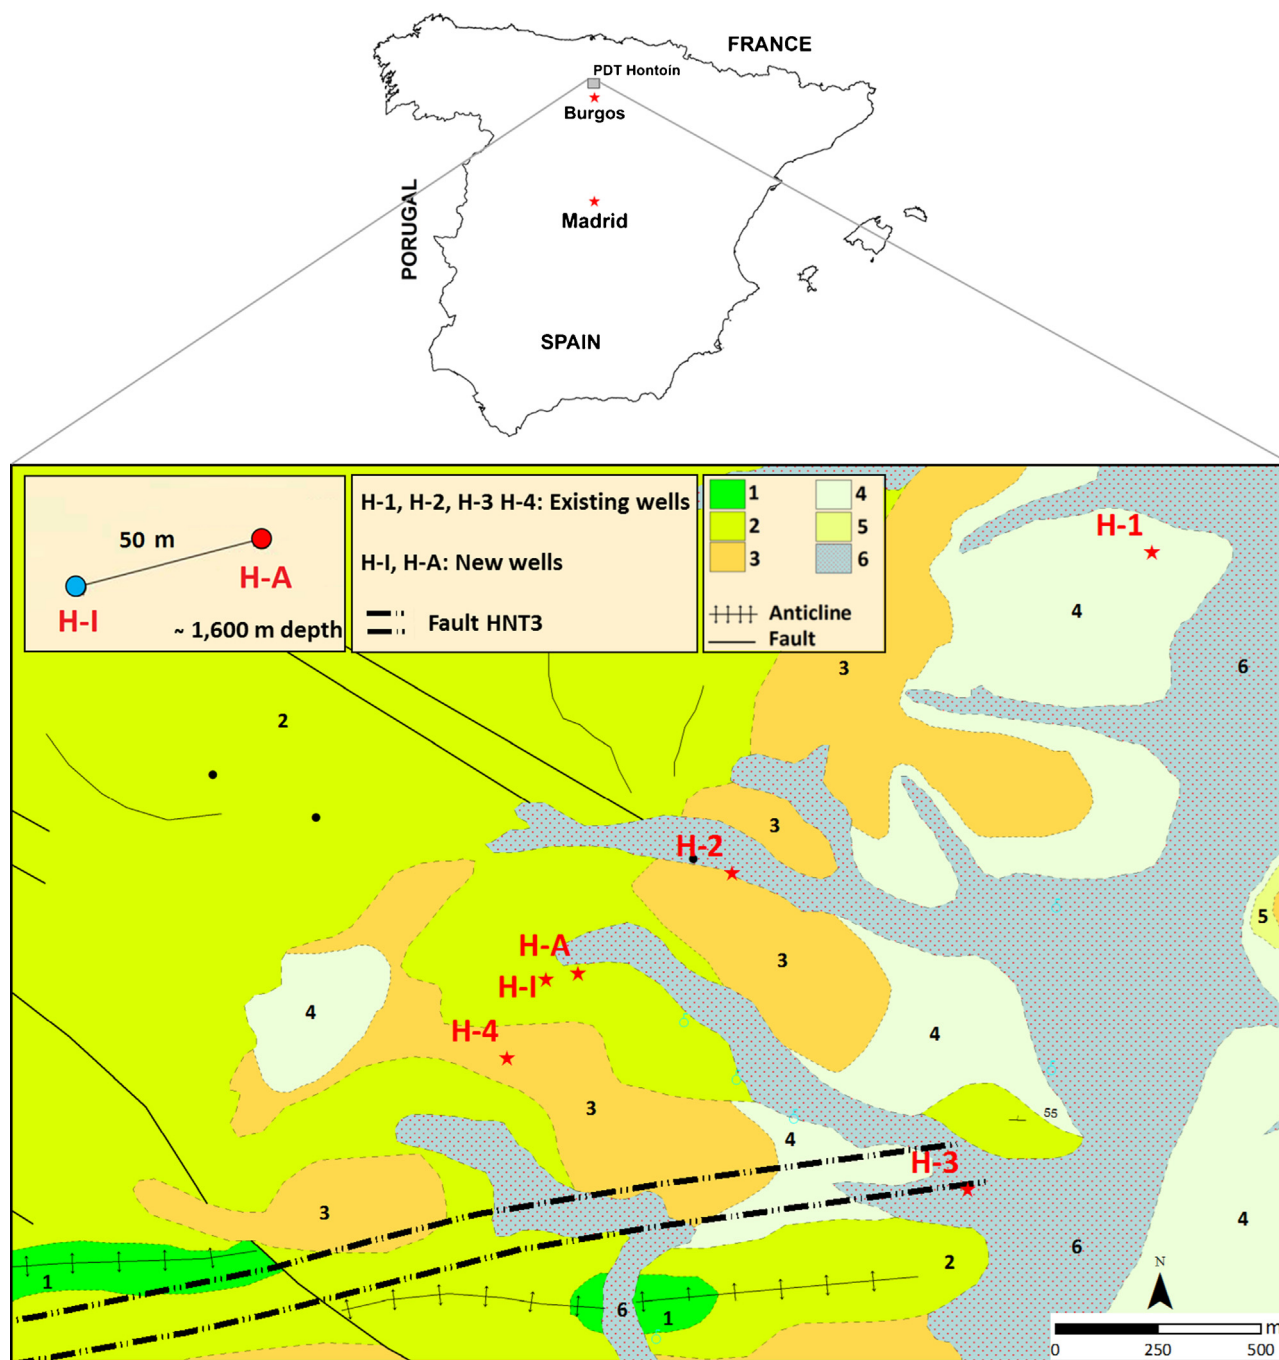 FRANCE
PDT Hontoín
Burgos
PORUGAL
Madrid
SPAIN
50 m
H-A
H-I
~ 1,600 m depth
H-1, H-2, H-3 H-4: Existing wells
H-I, H-A: New wells
Fault HNT3
1 4
2 5
3 6
Anticline
Fault
H-1
4
3
6
2
3
H-2
5
H-A
3
H-I
4
H-4
4
3
55
4
H-3
3
4
6
2
1
6
1
N
m
0 250 500